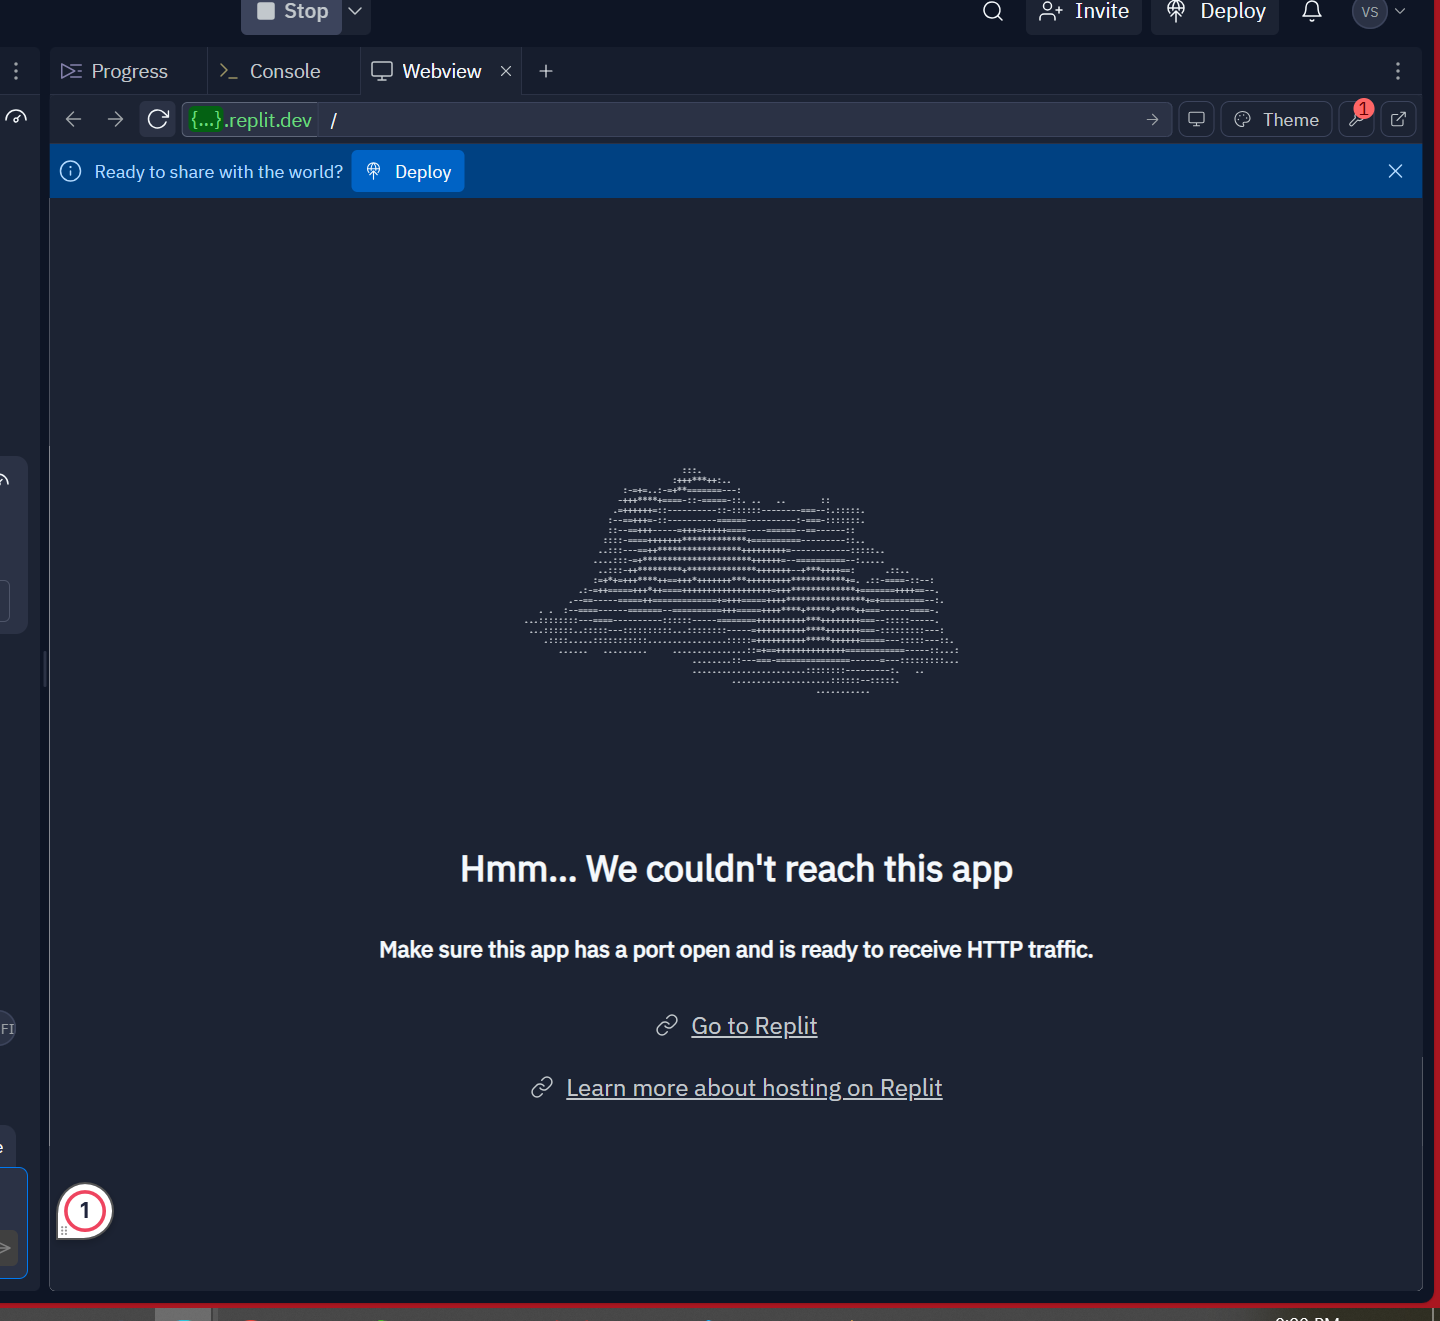 Stop
Invite
Deploy
VS
Progress
Console
Webview
{...}.replit.dev /
Theme
1
Ready to share with the world?
Deploy
Hmm... We couldn't reach this app
Make sure this app has a port open and is ready to receive HTTP traffic.
Go to Replit
FI
Learn more about hosting on Replit
e
1